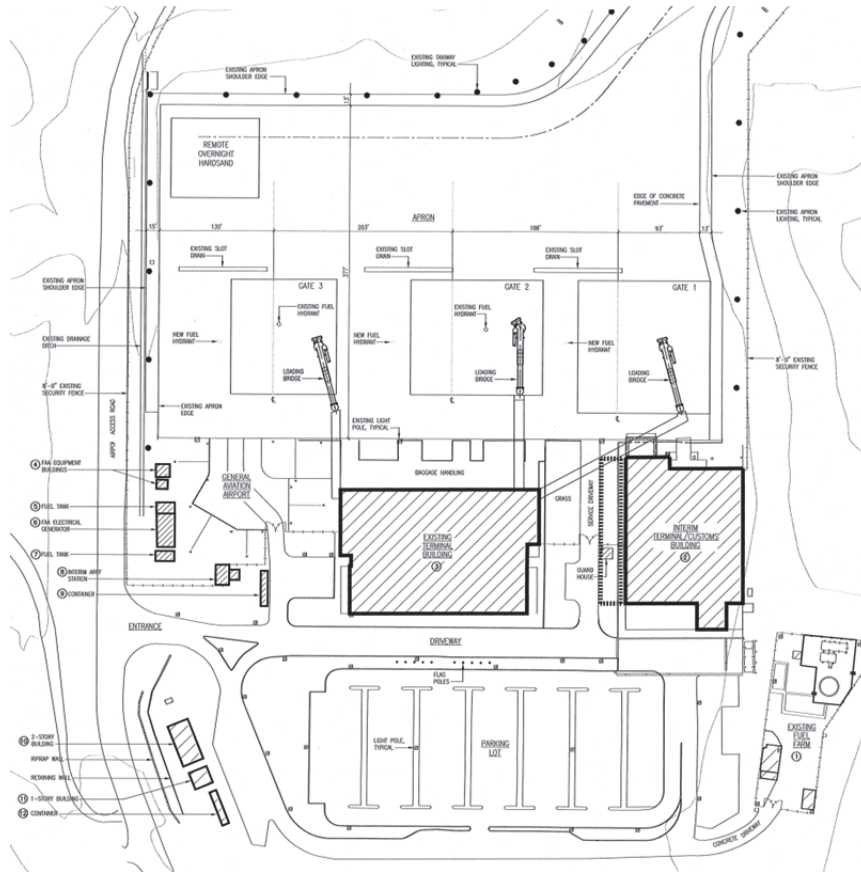 EXISTING APRON
SHOULDER EDGE
EXISTING TAXIWAY
LIGHTING, TYPICAL
13'
REMOTE
OVERNIGHT
HARDSAND
EXISTING APRON
SHOULDER EDGE
EDGE OF CONCRETE
PAVEMENT
EXISTING APRON
LIGHTING, TYPICAL
APRON
15'
130'
203'
188'
93'
13'
377'
EXISTING SLOT
DRAIN
EXISTING SLOT
DRAIN
EXISTING SLOT
DRAIN
EXISTING APRON
SHOULDER EDGE
GATE 3
GATE 2
GATE 1
EXISTING FUEL
HYDRANT
EXISTING FUEL
HYDRANT
EXISTING DRAINAGE
DITCH
NEW FUEL
HYDRANT
NEW FUEL
HYDRANT
NEW FUEL
HYDRANT
8'-0" EXISTING
SECURITY FENCE
LOADING
BRIDGE
LOADING
BRIDGE
LOADING
BRIDGE
8'-0" EXISTING
SECURITY FENCE
EXISTING APRON
EDGE
EXISTING LIGHT
POLE, TYPICAL
AIRPORT ACCESS ROAD
4 FAA EQUIPMENT
BUILDINGS
GENERAL
AVIATION
AIRPORT
BAGGAGE HANDLING
GRASS
SERVICE DRIVEWAY
5 FUEL TANK
6 FAA ELECTRICAL
GENERATOR
7 FUEL TANK
EXISTING
TERMINAL
BUILDING
3
INTERIM
TERMINAL/CUSTOMS
BUILDING
2
GUARD
HOUSE
8 INTERIM ARFF
STATION
9 CONTAINER
ENTRANCE
DRIVEWAY
FLAG
POLES
10 2-STORY
BUILDING
RIPRAP WALL
RETAINING WALL
11 1-STORY BUILDING
12 CONTAINER
LIGHT POLE,
TYPICAL
PARKING
LOT
EXISTING
FUEL
FARM
1
CONCRETE DRIVEWAY